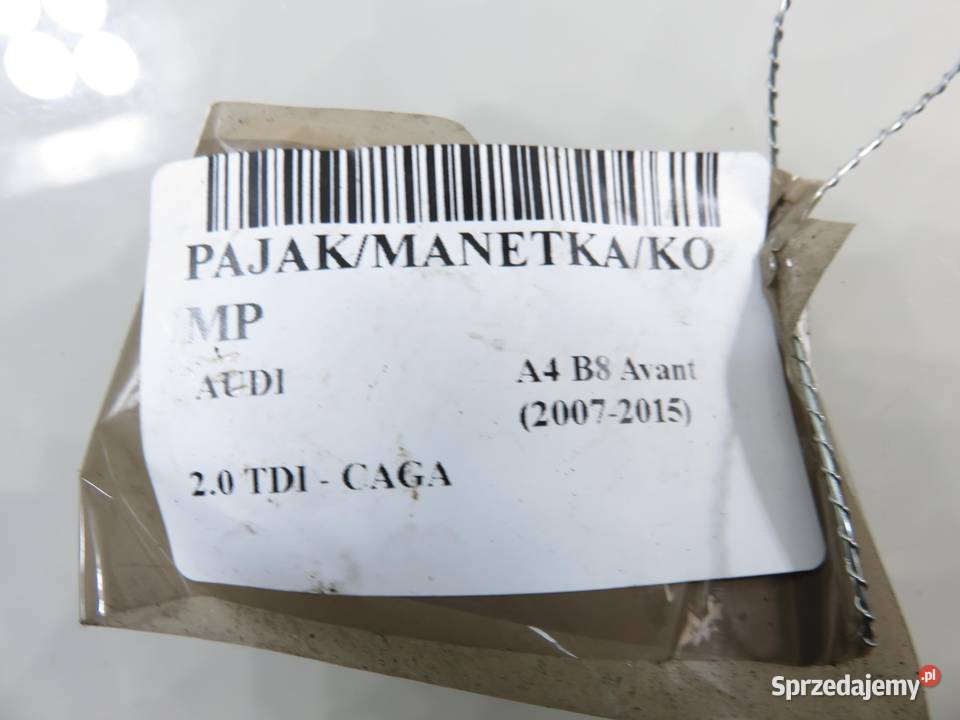 PAJAK/MANETKA/KO
MP
AUDI
A4 B8 Avant
(2007-2015)
2.0 TDI - CAGA
Sprzedajemy.pl